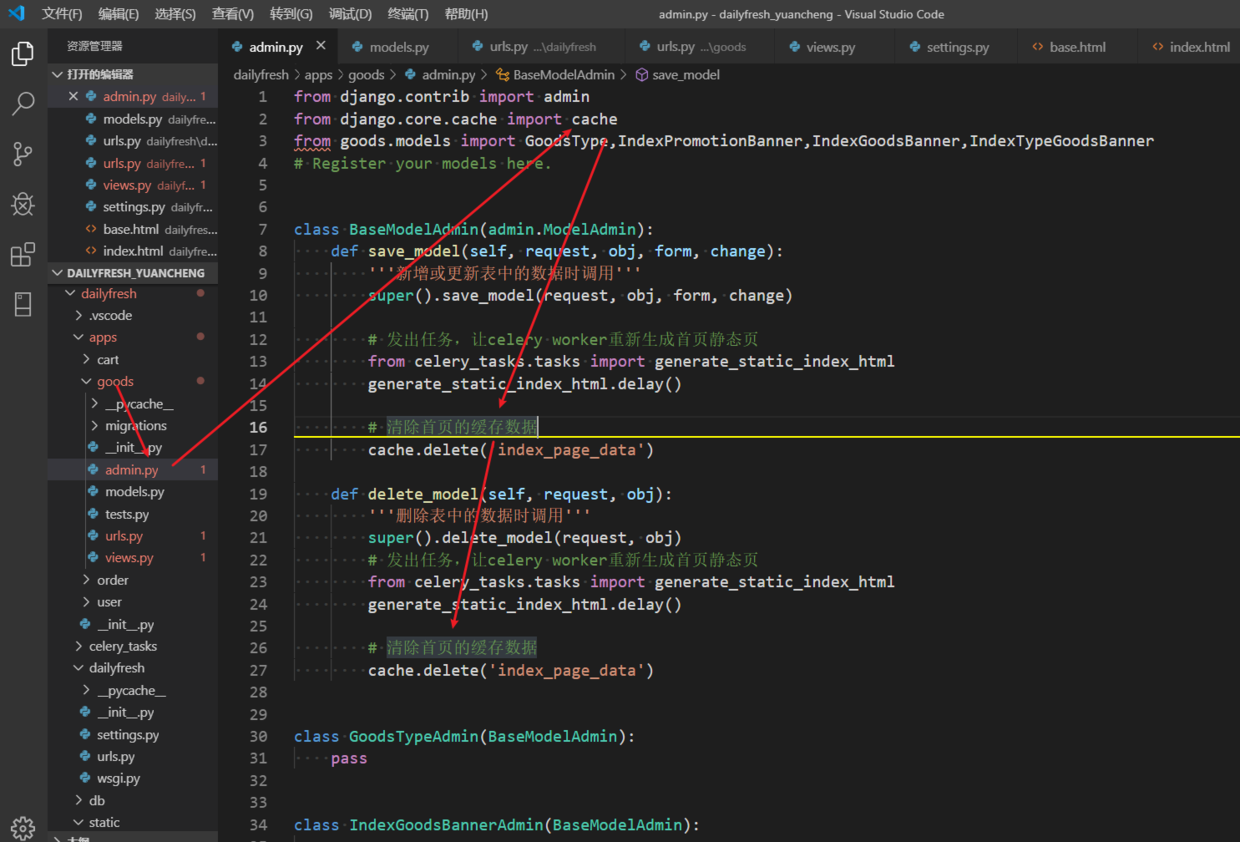 文件(F) 编辑(E) 选择(S) 查看(V) 转到(G) 调试(D) 终端(T) 帮助(H) admin.py - dailyfresh_yuancheng - Visual Studio Code
资源管理器
打开的编辑器
admin.py daily... 1
models.py dailyfre...
urls.py dailyfresh\d...
urls.py dailyfre... 1
views.py dailyf... 1
settings.py dailyfr...
base.html dailyfres...
index.html dailyfre...
DAILYFRESH_YUANCHENG
dailyfresh
.vscode
apps
cart
goods
__pycache__
migrations
__init__.py
admin.py 1
models.py
tests.py
urls.py 1
views.py 1
order
user
__init__.py
celery_tasks
dailyfresh
__pycache__
__init__.py
settings.py
urls.py
wsgi.py
db
static
admin.py models.py urls.py ...\dailyfresh urls.py ...\goods views.py settings.py base.html index.html
dailyfresh > apps > goods > admin.py > BaseModelAdmin > save_model
1 from django.contrib import admin
2 from django.core.cache import cache
3 from goods.models import GoodsType,IndexPromotionBanner,IndexGoodsBanner,IndexTypeGoodsBanner
4 # Register your models here.
5
6
7 class BaseModelAdmin(admin.ModelAdmin):
8 def save_model(self, request, obj, form, change):
9 '''新增或更新表中的数据时调用'''
10 super().save_model(request, obj, form, change)
11
12 # 发出任务，让celery worker重新生成首页静态页
13 from celery_tasks.tasks import generate_static_index_html
14 generate_static_index_html.delay()
15
16 # 清除首页的缓存数据
17 cache.delete('index_page_data')
18
19 def delete_model(self, request, obj):
20 '''删除表中的数据时调用'''
21 super().delete_model(request, obj)
22 # 发出任务，让celery worker重新生成首页静态页
23 from celery_tasks.tasks import generate_static_index_html
24 generate_static_index_html.delay()
25
26 # 清除首页的缓存数据
27 cache.delete('index_page_data')
28
29
30 class GoodsTypeAdmin(BaseModelAdmin):
31 pass
32
33
34 class IndexGoodsBannerAdmin(BaseModelAdmin):